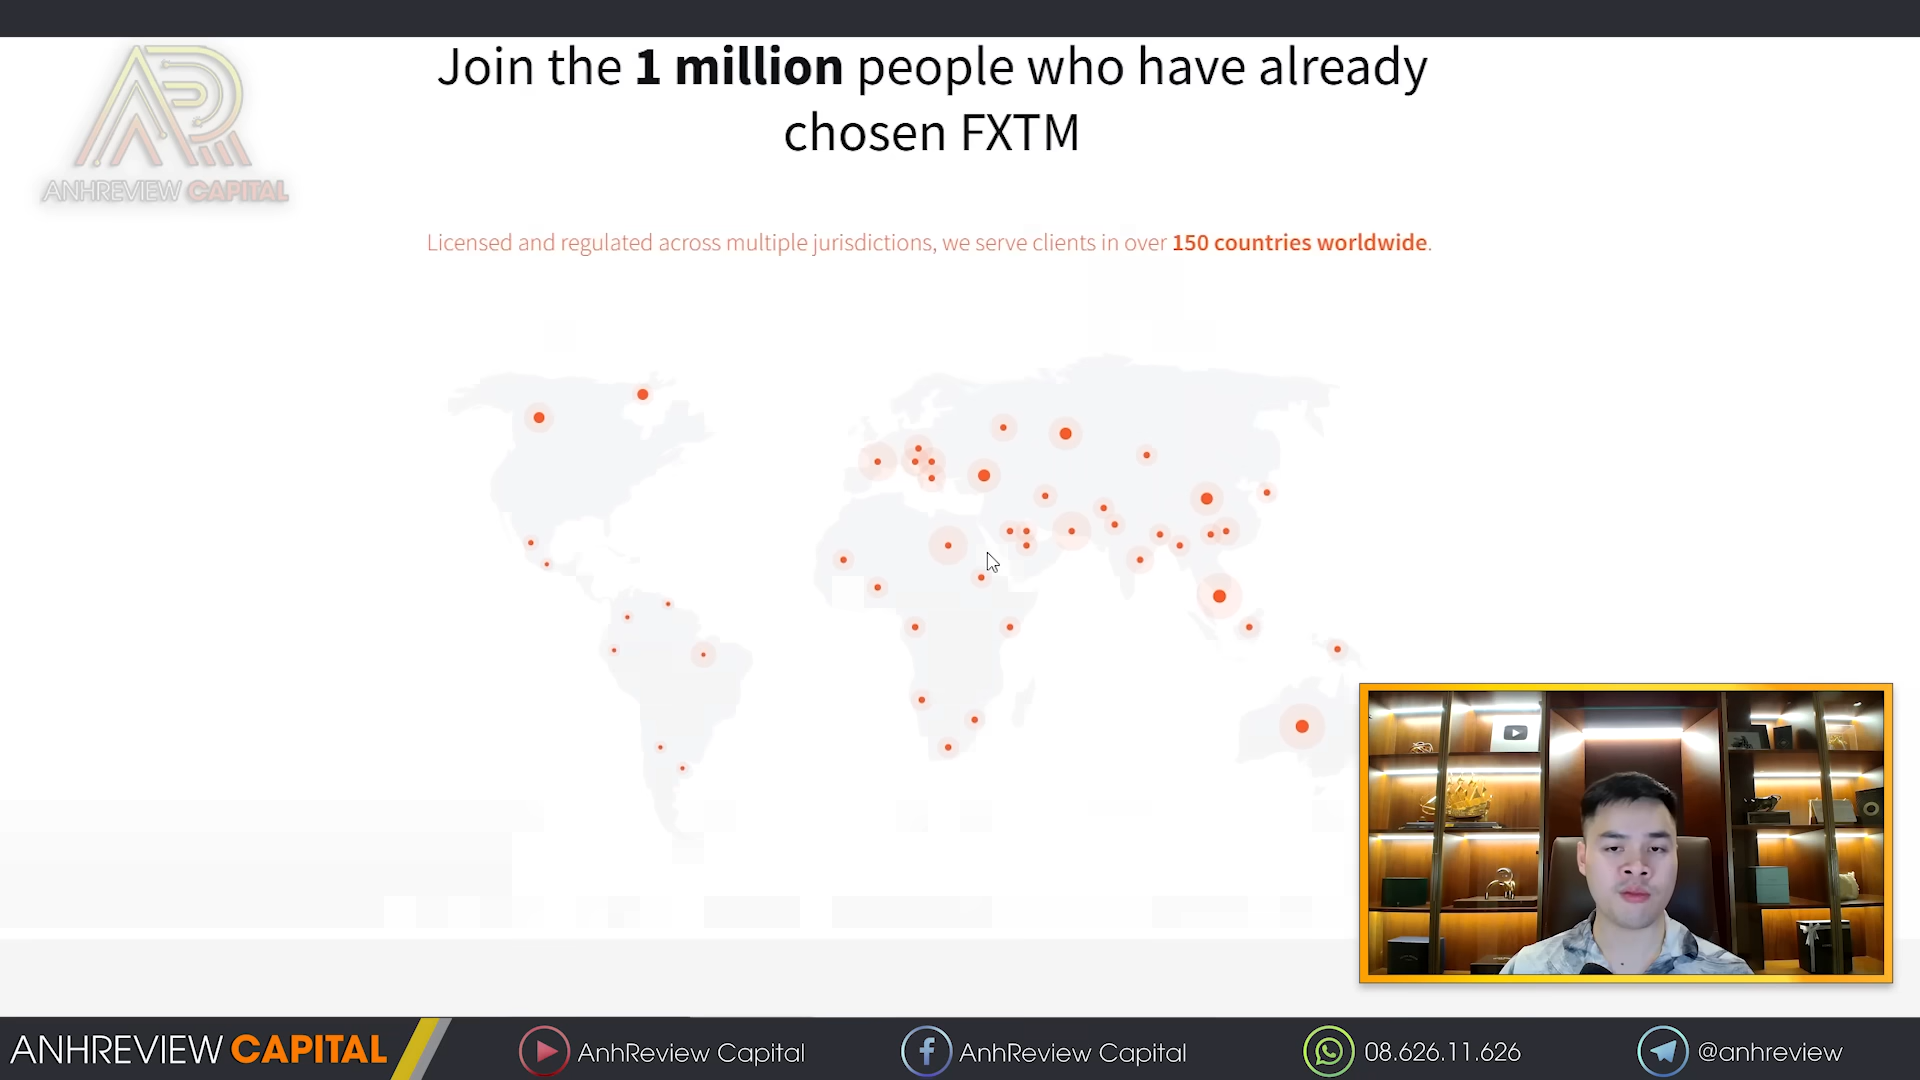 Join the 1 million people who have already
chosen FXTM
ANHREVIEW CAPITAL
Licensed and regulated across multiple jurisdictions, we serve clients in over 150 countries worldwide.
ANHREVIEW CAPITAL
AnhReview Capital
AnhReview Capital
08.626.11.626
@anhreview